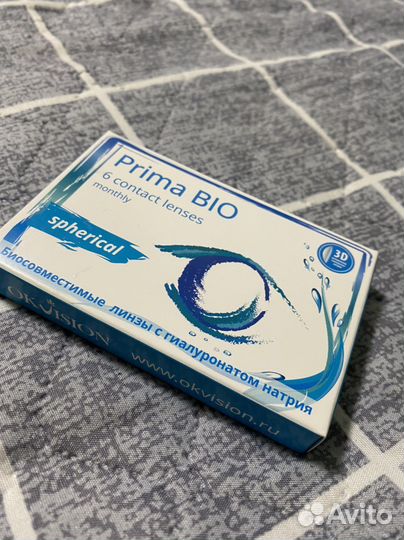 Prima BIO
6 contact lenses
monthly
spherical
3D
Биосовместимые линзы с гиалуронатом натрия
OKVISION
www.okvision.ru
Avito